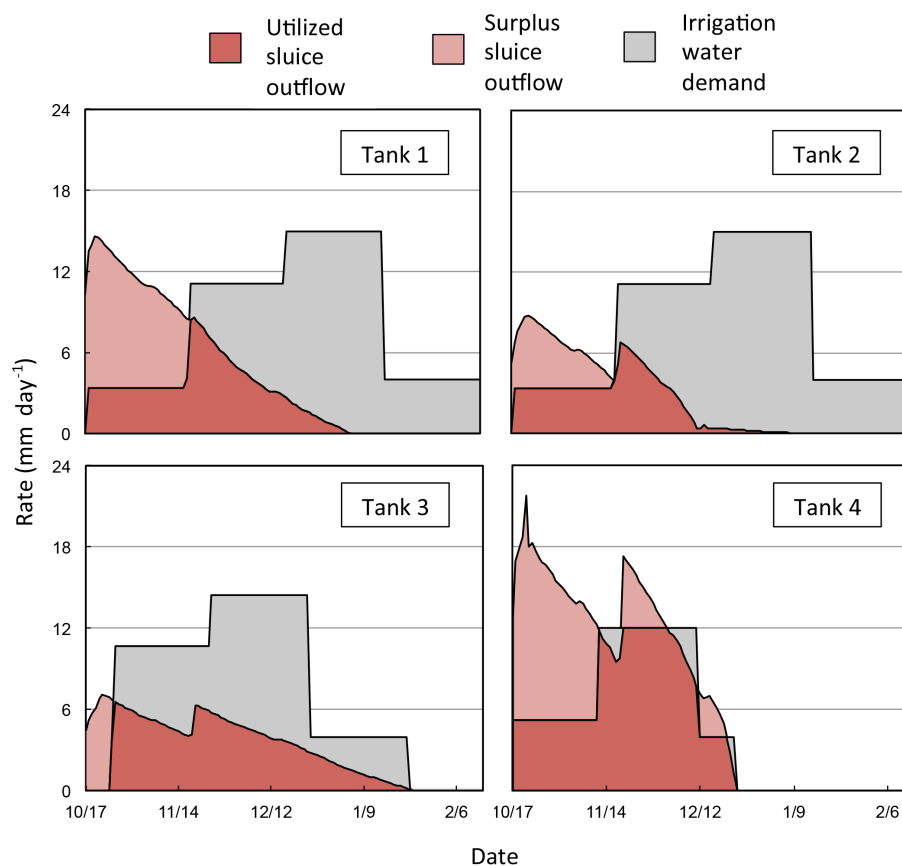 Utilized
sluice
outflow
Surplus
sluice
outflow
Irrigation
water
demand
24
18
12
6
0
Tank 1
Tank 2
Rate (mm day⁻¹)
24
18
12
6
0
Tank 3
Tank 4
10/17 11/14 12/12 1/9 2/6
10/17 11/14 12/12 1/9 2/6
Date